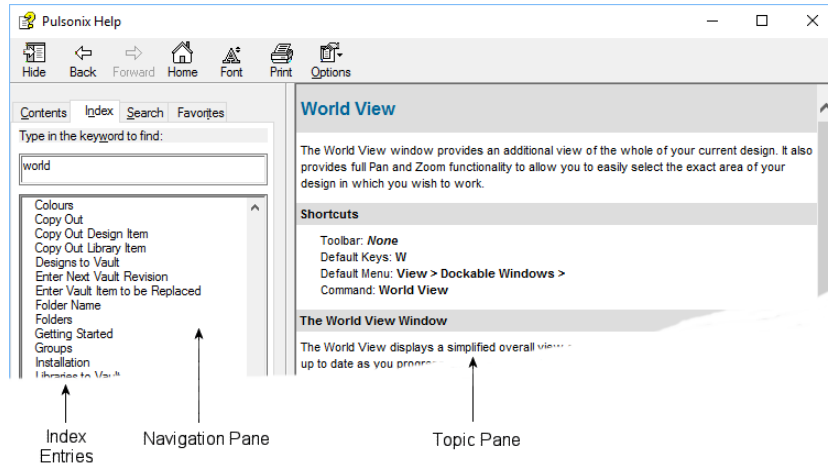 Pulsonix Help
Hide Back Forward Home Font Print Options
Contents Index Search Favorites
Type in the keyword to find:
world
Colours
Copy Out
Copy Out Design Item
Copy Out Library Item
Designs to Vault
Enter Next Vault Revision
Enter Vault Item to be Replaced
Folder Name
Folders
Getting Started
Groups
Installation
Libraries to Vault
World View
The World View window provides an additional view of the whole of your current design. It also
provides full Pan and Zoom functionality to allow you to easily select the exact area of your
design in which you wish to work.
Shortcuts
Toolbar: None
Default Keys: W
Default Menu: View > Dockable Windows >
Command: World View
The World View Window
The World View displays a simplified overall view
up to date as you
Index
Entries
Navigation Pane
Topic Pane